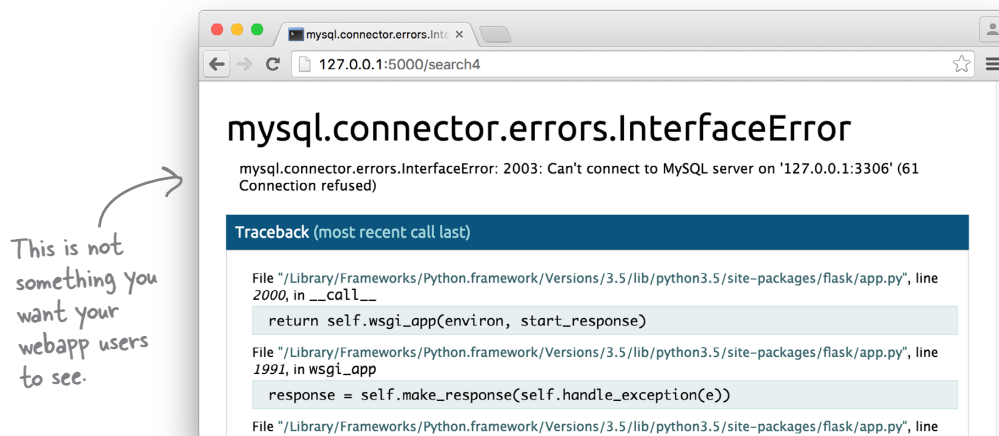 mysql.connector.errors.Inte
127.0.0.1:5000/search4
mysql.connector.errors.InterfaceError
mysql.connector.errors.InterfaceError: 2003: Can't connect to MySQL server on '127.0.0.1:3306' (61
Connection refused)
This is not
something you
want your
webapp users
to see.
Traceback (most recent call last)
File "/Library/Frameworks/Python.framework/Versions/3.5/lib/python3.5/site-packages/flask/app.py", line
2000, in __call__
return self.wsgi_app(environ, start_response)
File "/Library/Frameworks/Python.framework/Versions/3.5/lib/python3.5/site-packages/flask/app.py", line
1991, in wsgi_app
response = self.make_response(self.handle_exception(e))
File "/Library/Frameworks/Python.framework/Versions/3.5/lib/python3.5/site-packages/flask/app.py", line